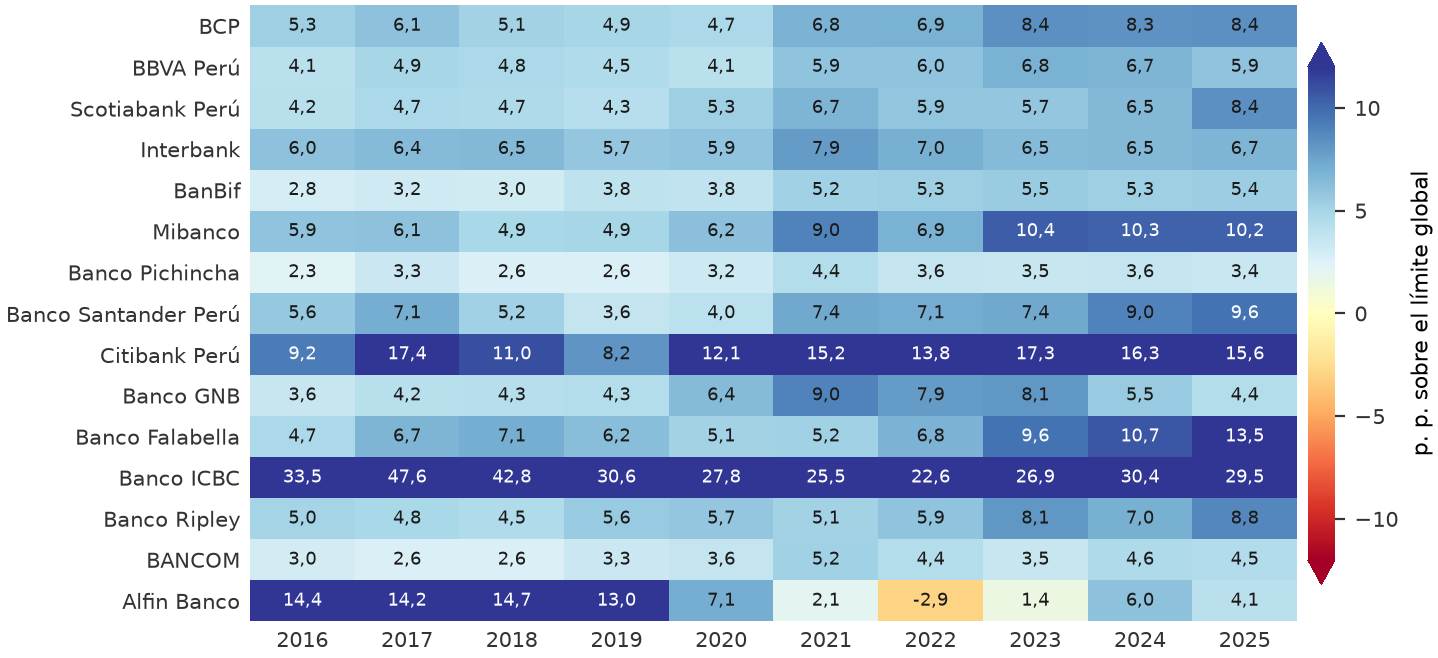 BCP 5,3 6,1 5,1 4,9 4,7 6,8 6,9 8,4 8,3 8,4
BBVA Perú 4,1 4,9 4,8 4,5 4,1 5,9 6,0 6,8 6,7 5,9
Scotiabank Perú 4,2 4,7 4,7 4,3 5,3 6,7 5,9 5,7 6,5 8,4
Interbank 6,0 6,4 6,5 5,7 5,9 7,9 7,0 6,5 6,5 6,7
BanBif 2,8 3,2 3,0 3,8 3,8 5,2 5,3 5,5 5,3 5,4
Mibanco 5,9 6,1 4,9 4,9 6,2 9,0 6,9 10,4 10,3 10,2
Banco Pichincha 2,3 3,3 2,6 2,6 3,2 4,4 3,6 3,5 3,6 3,4
Banco Santander Perú 5,6 7,1 5,2 3,6 4,0 7,4 7,1 7,4 9,0 9,6
Citibank Perú 9,2 17,4 11,0 8,2 12,1 15,2 13,8 17,3 16,3 15,6
Banco GNB 3,6 4,2 4,3 4,3 6,4 9,0 7,9 8,1 5,5 4,4
Banco Falabella 4,7 6,7 7,1 6,2 5,1 5,2 6,8 9,6 10,7 13,5
Banco ICBC 33,5 47,6 42,8 30,6 27,8 25,5 22,6 26,9 30,4 29,5
Banco Ripley 5,0 4,8 4,5 5,6 5,7 5,1 5,9 8,1 7,0 8,8
BANCOM 3,0 2,6 2,6 3,3 3,6 5,2 4,4 3,5 4,6 4,5
Alfin Banco 14,4 14,2 14,7 13,0 7,1 2,1 -2,9 1,4 6,0 4,1
2016 2017 2018 2019 2020 2021 2022 2023 2024 2025
10
5
0
−5
−10
p. p. sobre el límite global